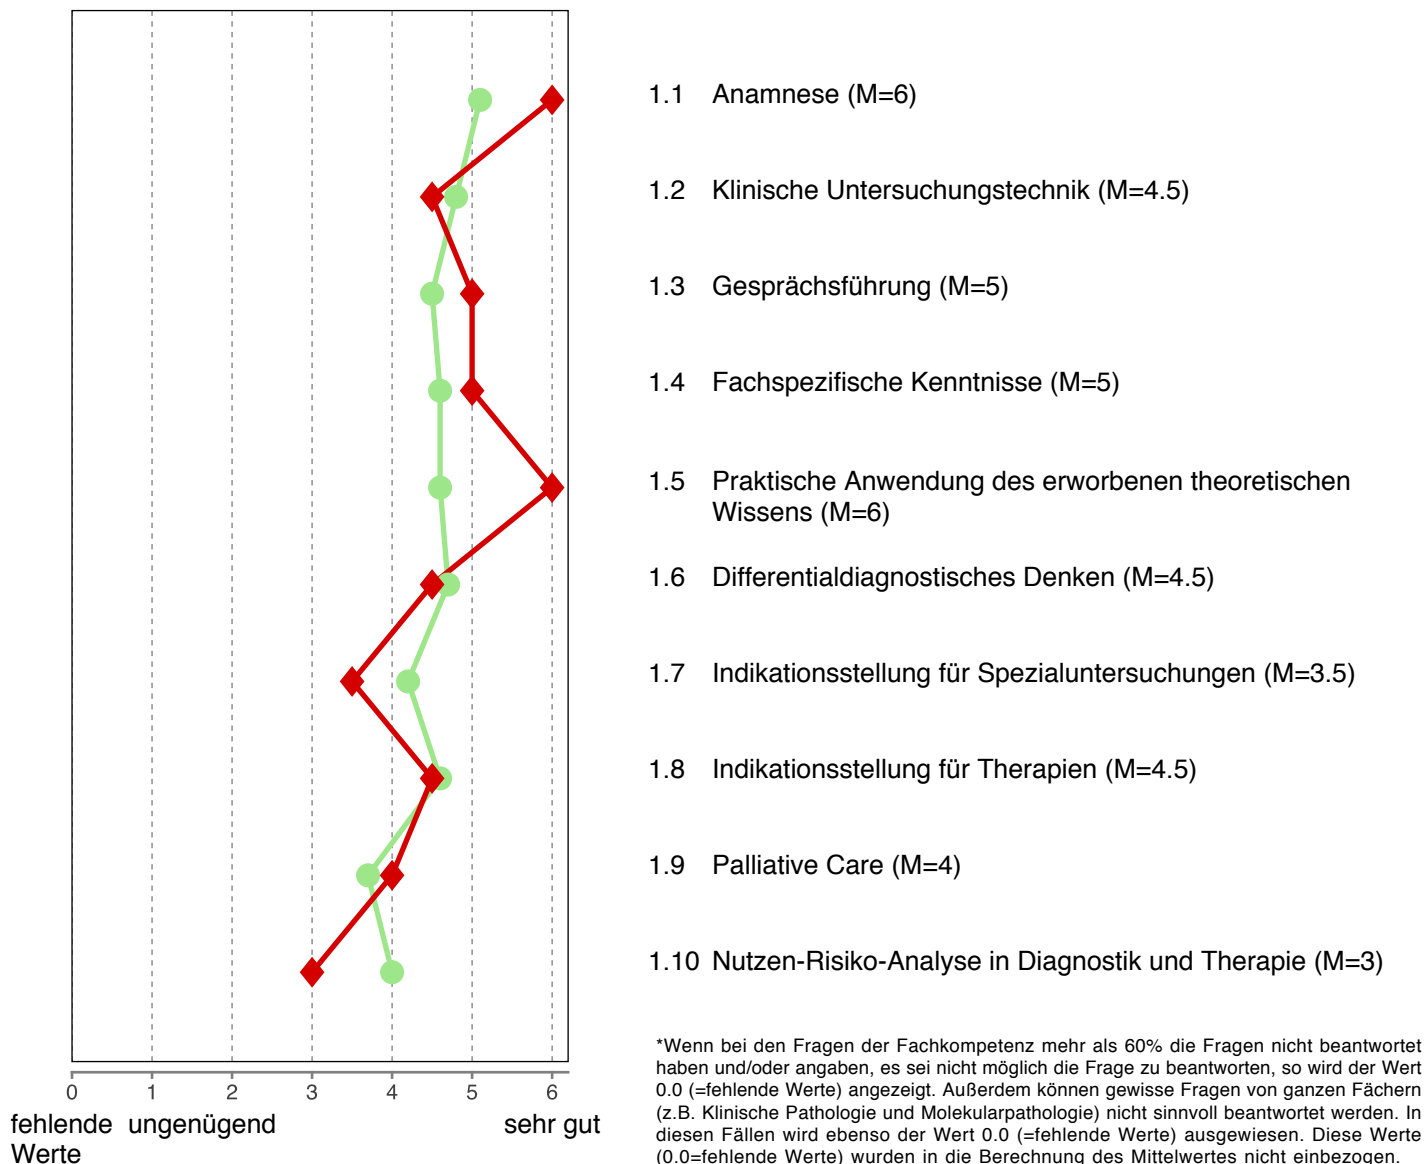 1.1 Anamnese (M=6)
1.2 Klinische Untersuchungstechnik (M=4.5)
1.3 Gesprächsführung (M=5)
1.4 Fachspezifische Kenntnisse (M=5)
1.5 Praktische Anwendung des erworbenen theoretischen
Wissens (M=6)
1.6 Differentialdiagnostisches Denken (M=4.5)
1.7 Indikationsstellung für Spezialuntersuchungen (M=3.5)
1.8 Indikationsstellung für Therapien (M=4.5)
1.9 Palliative Care (M=4)
1.10 Nutzen-Risiko-Analyse in Diagnostik und Therapie (M=3)
0 1 2 3 4 5 6
fehlende ungenügend sehr gut
Werte
*Wenn bei den Fragen der Fachkompetenz mehr als 60% die Fragen nicht beantwortet
haben und/oder angaben, es sei nicht möglich die Frage zu beantworten, so wird der Wert
0.0 (=fehlende Werte) angezeigt. Außerdem können gewisse Fragen von ganzen Fächern
(z.B. Klinische Pathologie und Molekularpathologie) nicht sinnvoll beantwortet werden. In
diesen Fällen wird ebenso der Wert 0.0 (=fehlende Werte) ausgewiesen. Diese Werte
(0.0=fehlende Werte) wurden in die Berechnung des Mittelwertes nicht einbezogen.